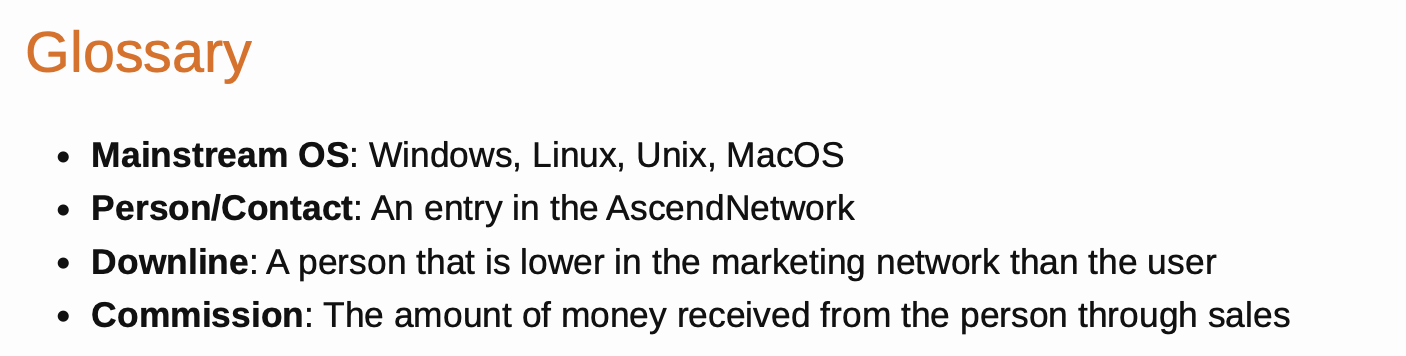 Glossary
• Mainstream OS: Windows, Linux, Unix, MacOS
• Person/Contact: An entry in the AscendNetwork
• Downline: A person that is lower in the marketing network than the user
• Commission: The amount of money received from the person through sales